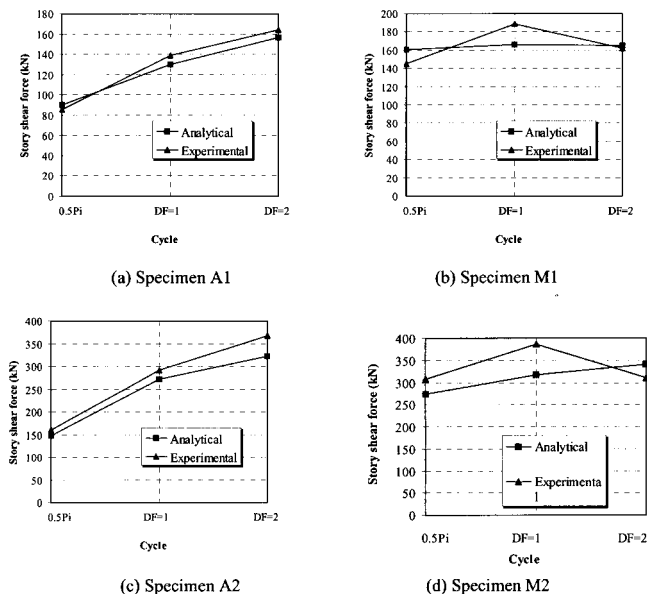 180
160
140
120
100
80
60
40
20
0
Story shear force (kN)
Analytical
Experimental
0.5Pi DF=1 DF=2
Cycle
(a) Specimen A1
200
180
160
140
120
100
80
60
40
20
0
Story shear force (kN)
Analytical
Experimental
0.5Pi DF=1 DF=2
Cycle
(b) Specimen M1
400
350
300
250
200
150
100
50
0
Story shear force (kN)
Analytical
Experimental
0.5Pi DF=1 DF=2
Cycle
(c) Specimen A2
400
350
300
250
200
150
100
50
0
Story shear force (kN)
Analytical
Experimenta
l
0.5Pi DF=1 DF=2
Cycle
(d) Specimen M2